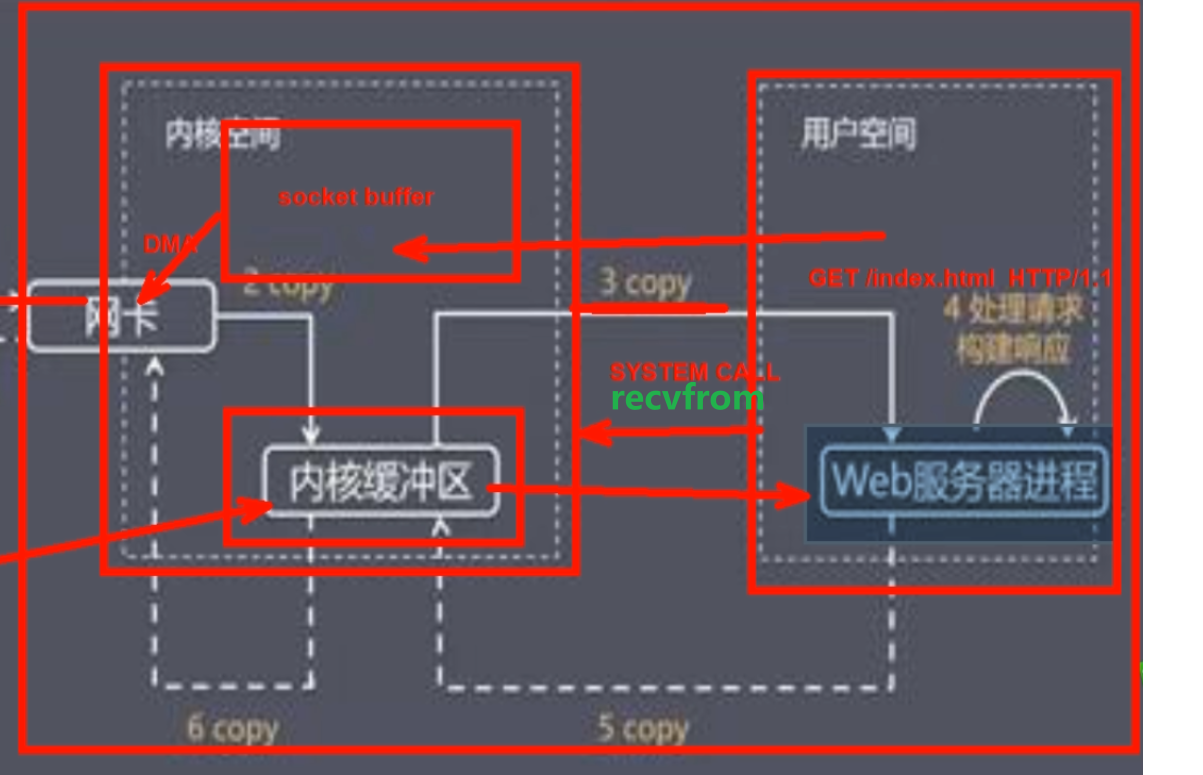 内核空间
用户空间
socket buffer
DMA
2 copy
3 copy
GET /index.html HTTP/1.1
网卡
4 处理请求
构建响应
SYSTEM CALL
recvfrom
内核缓冲区
Web服务器进程
6 copy
5 copy